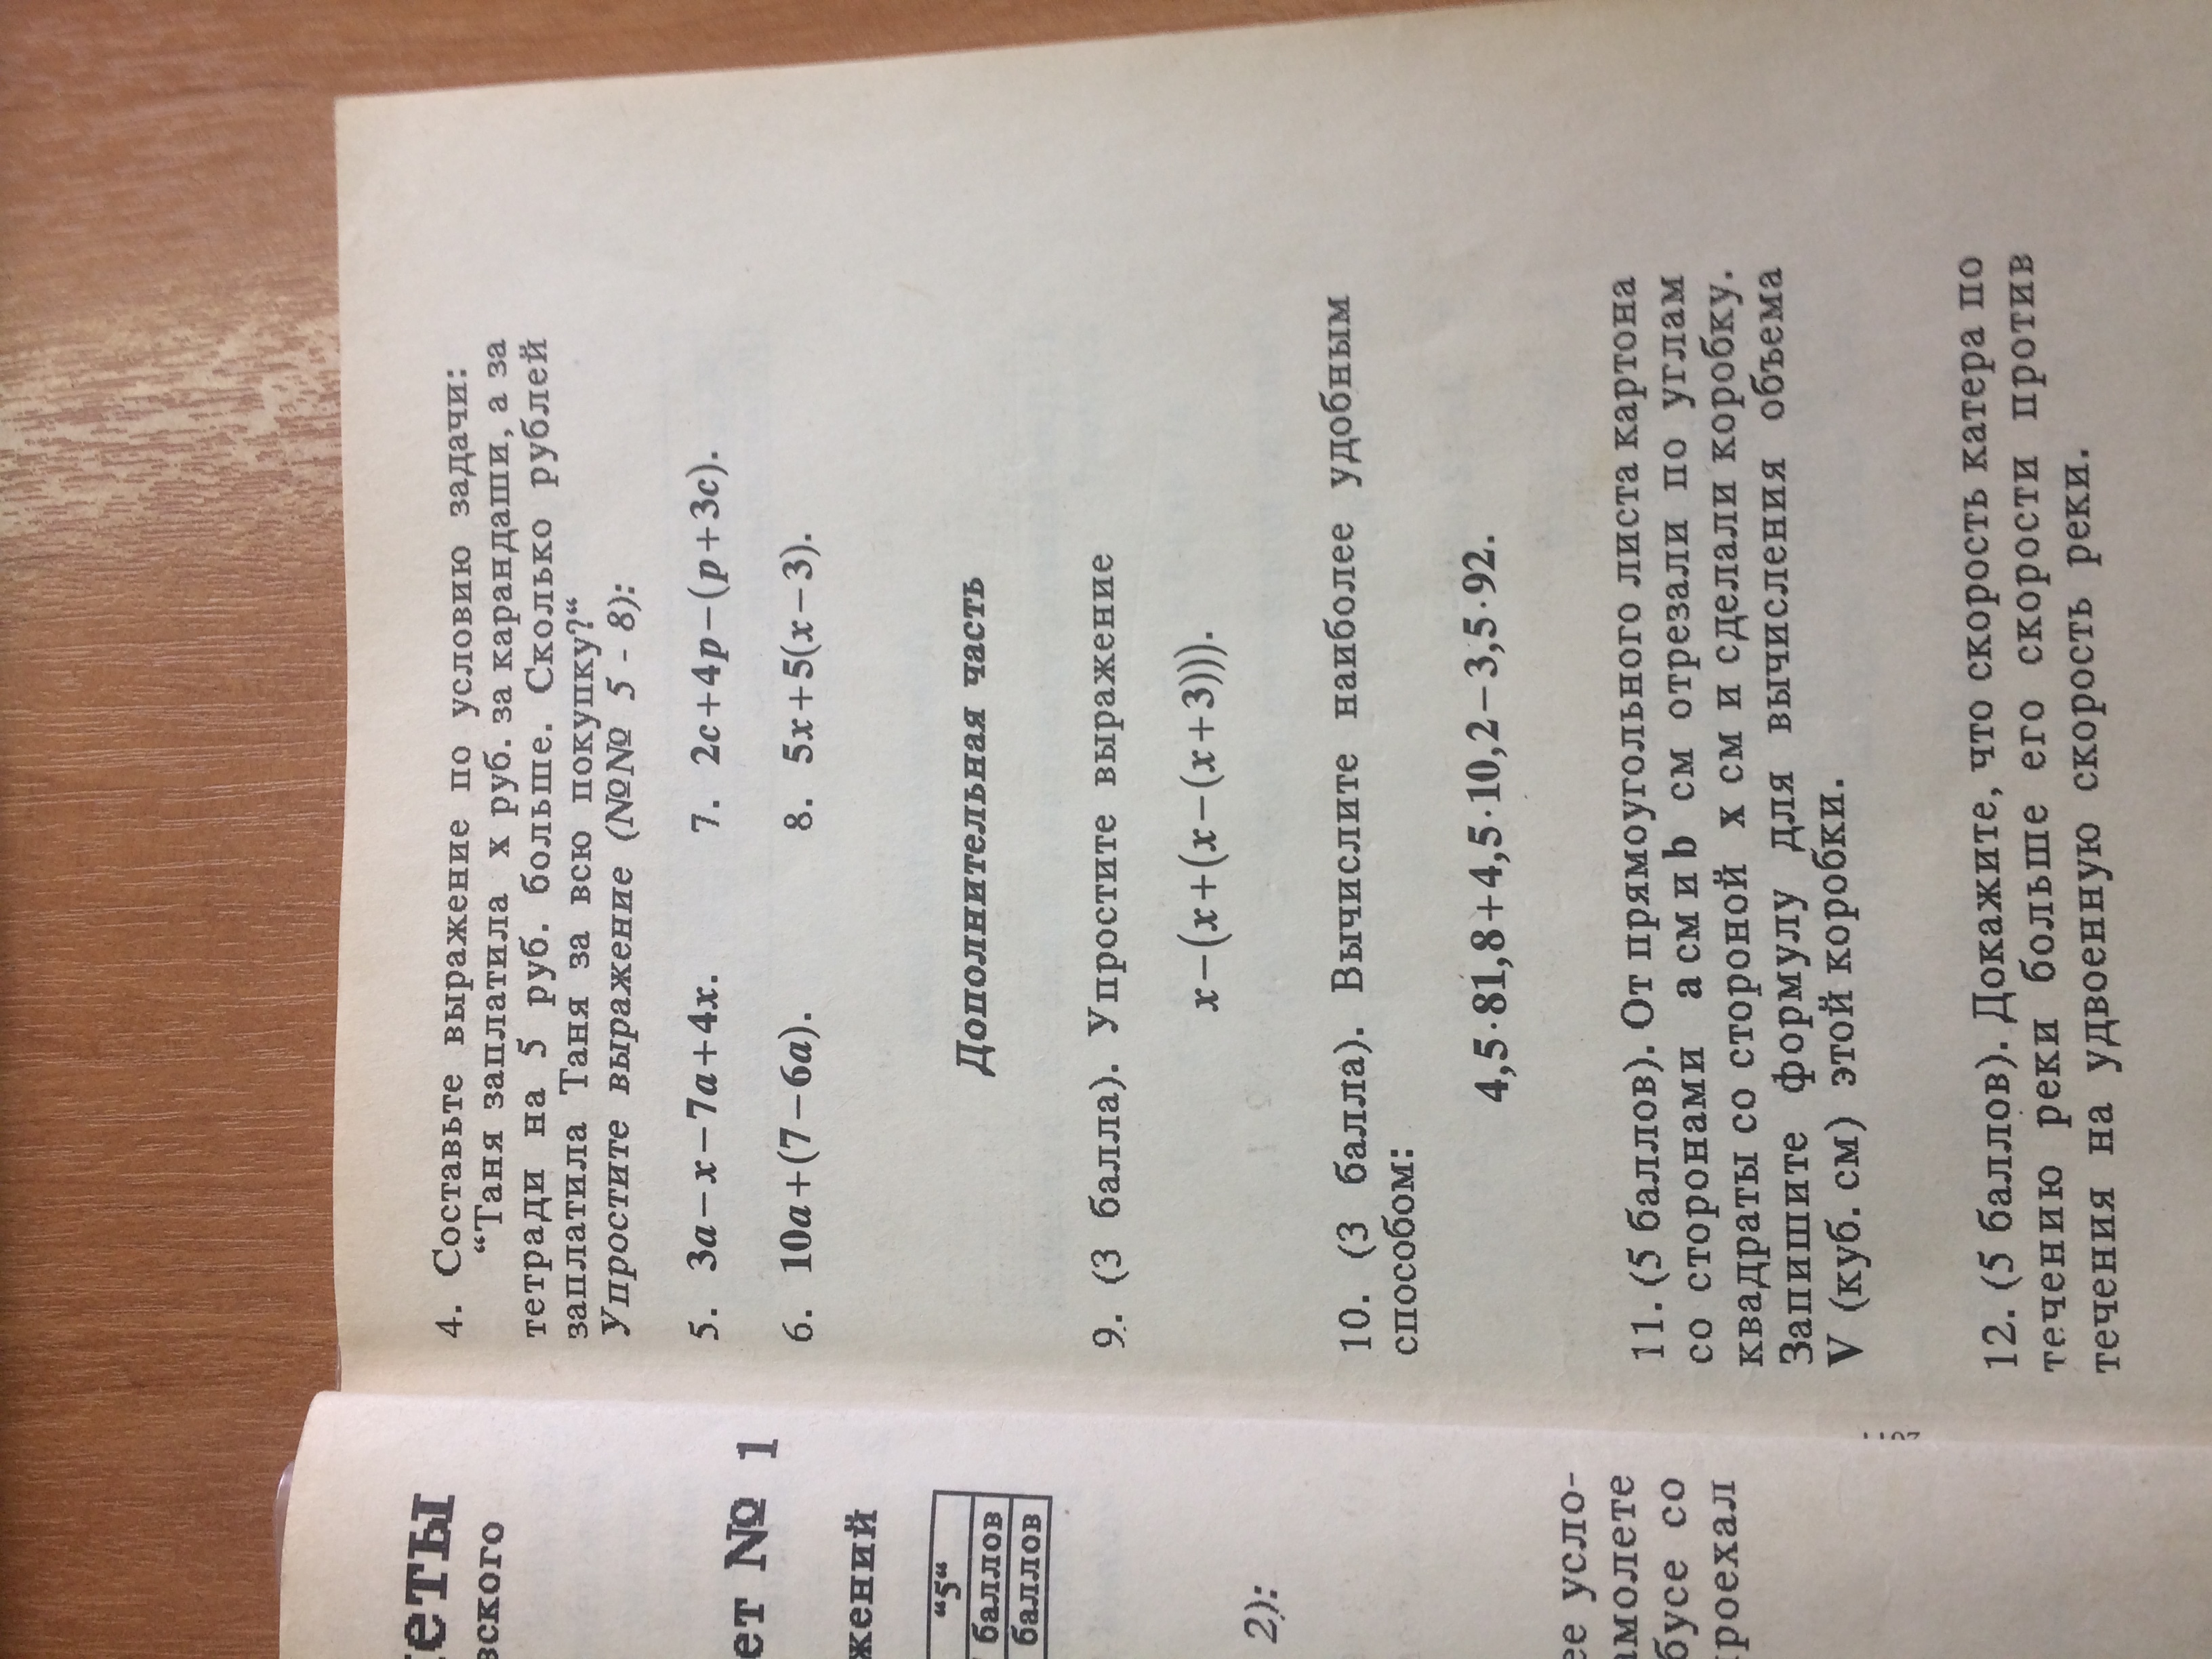 еты
вского
ет № 1
жений
“5“
баллов
баллов
2):
ее усло-
амолете
бусе со
роехал
4. Составьте выражение по условию задачи:
“Таня заплатила x руб. за карандаши, а за
тетради на 5 руб. больше. Сколько рублей
заплатила Таня за всю покупку?“
Упростите выражение (№№ 5 - 8):
5. 3a−x−7a+4x. 7. 2c+4p−(p+3c).
6. 10a+(7−6a). 8. 5x+5(x−3).
Дополнительная часть
9. (3 балла). Упростите выражение
x−(x+(x−(x+3)))).
10. (3 балла). Вычислите наиболее удобным
способом:
4,5·81,8+4,5·10,2−3,5·92.
11. (5 баллов). От прямоугольного листа картона
со сторонами a см и b см отрезали по углам
квадраты со стороной x см и сделали коробку.
Запишите формулу для вычисления объема
V (куб. см) этой коробки.
12. (5 баллов). Докажите, что скорость катера по
течению реки больше его скорости против
течения на удвоенную скорость реки.